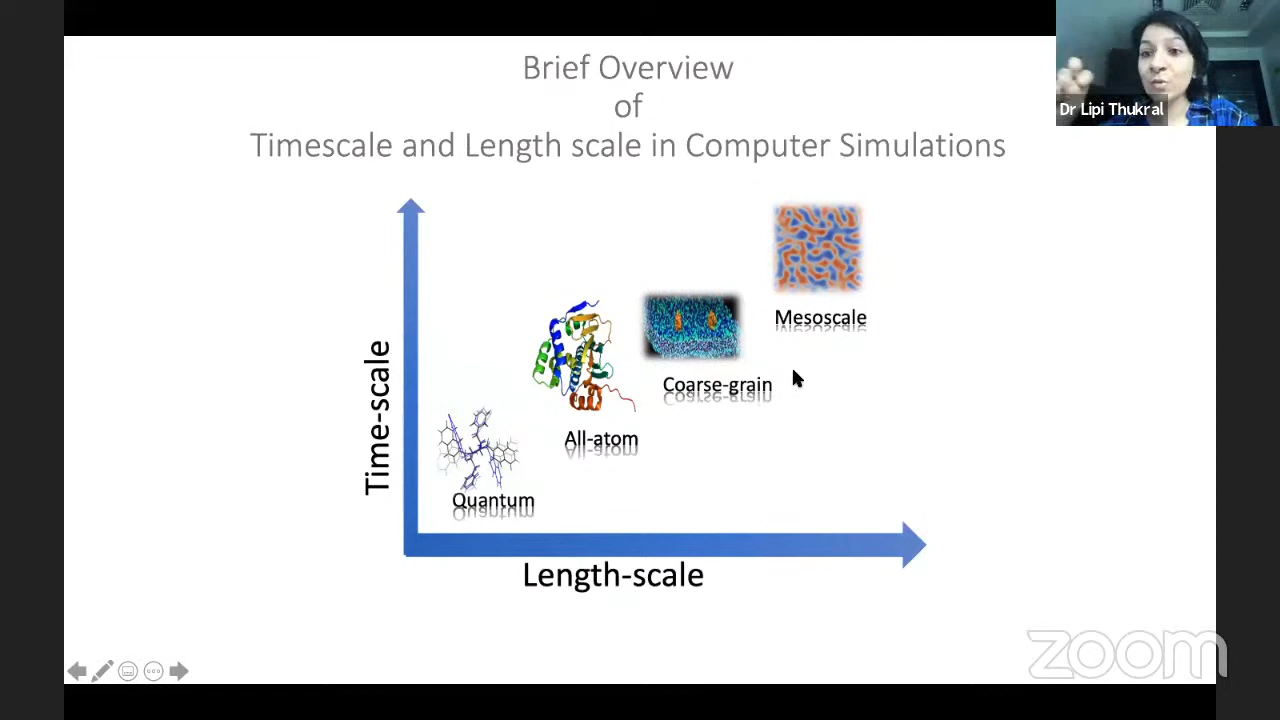 Brief Overview
of
Timescale and Length scale in Computer Simulations
Dr Lipi Thukral
Mesoscale
Coarse-grain
All-atom
Quantum
Time-scale
Length-scale
zoom